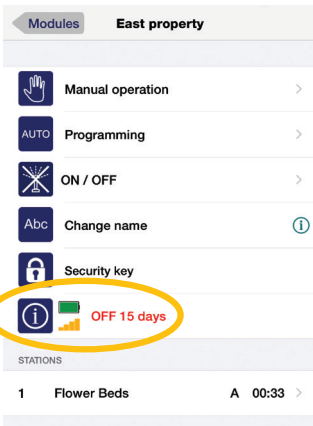 Modules East property
Manual operation
AUTO Programming
ON / OFF
Abc Change name i
Security key
i OFF 15 days
STATIONS
1 Flower Beds A 00:33